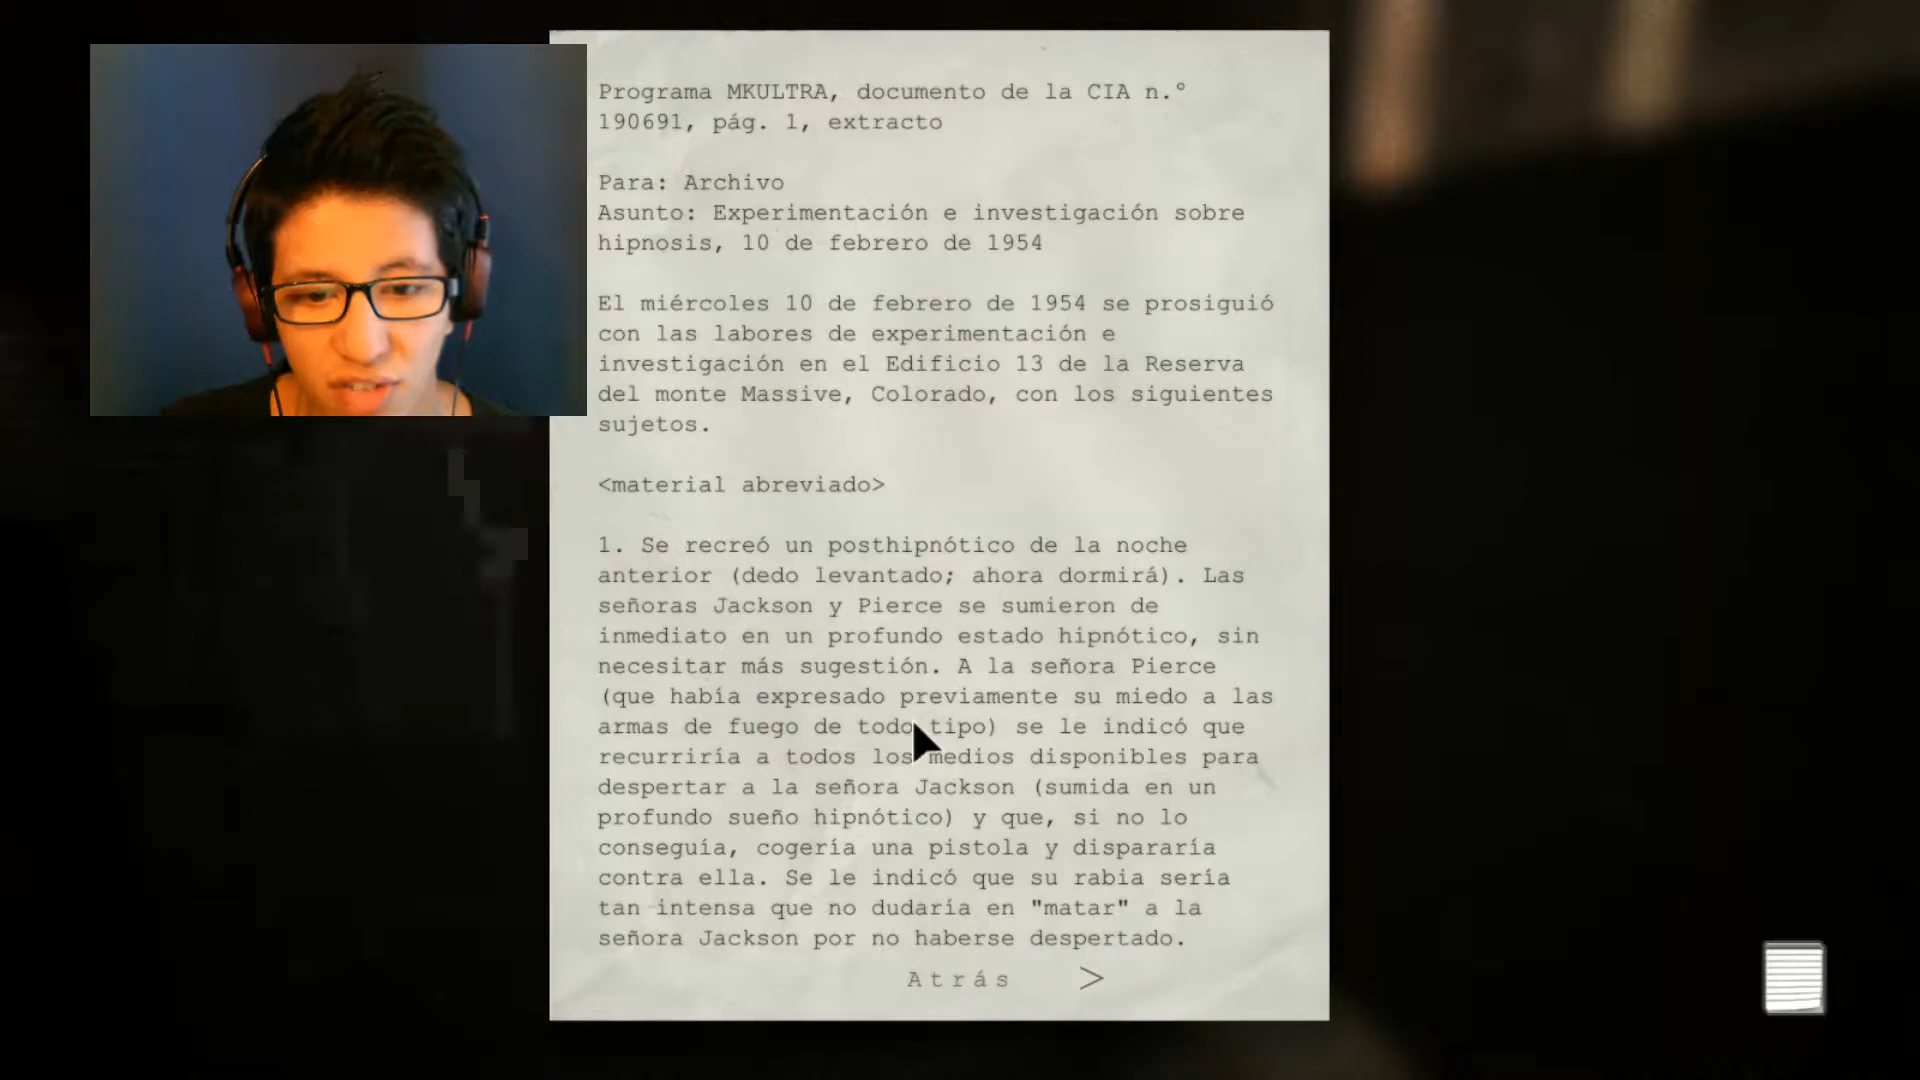 Programa MKULTRA, documento de la CIA n.º
190691, pág. 1, extracto
Para: Archivo
Asunto: Experimentación e investigación sobre
hipnosis, 10 de febrero de 1954
El miércoles 10 de febrero de 1954 se prosiguió
con las labores de experimentación e
investigación en el Edificio 13 de la Reserva
del monte Massive, Colorado, con los siguientes
sujetos.
<material abreviado>
1. Se recreó un posthipnótico de la noche
anterior (dedo levantado; ahora dormirá). Las
señoras Jackson y Pierce se sumieron de
inmediato en un profundo estado hipnótico, sin
necesitar más sugestión. A la señora Pierce
(que había expresado previamente su miedo a las
armas de fuego de todo tipo) se le indicó que
recurriría a todos los medios disponibles para
despertar a la señora Jackson (sumida en un
profundo sueño hipnótico) y que, si no lo
conseguía, cogería una pistola y dispararía
contra ella. Se le indicó que su rabia sería
tan intensa que no dudaría en "matar" a la
señora Jackson por no haberse despertado.
Atrás >